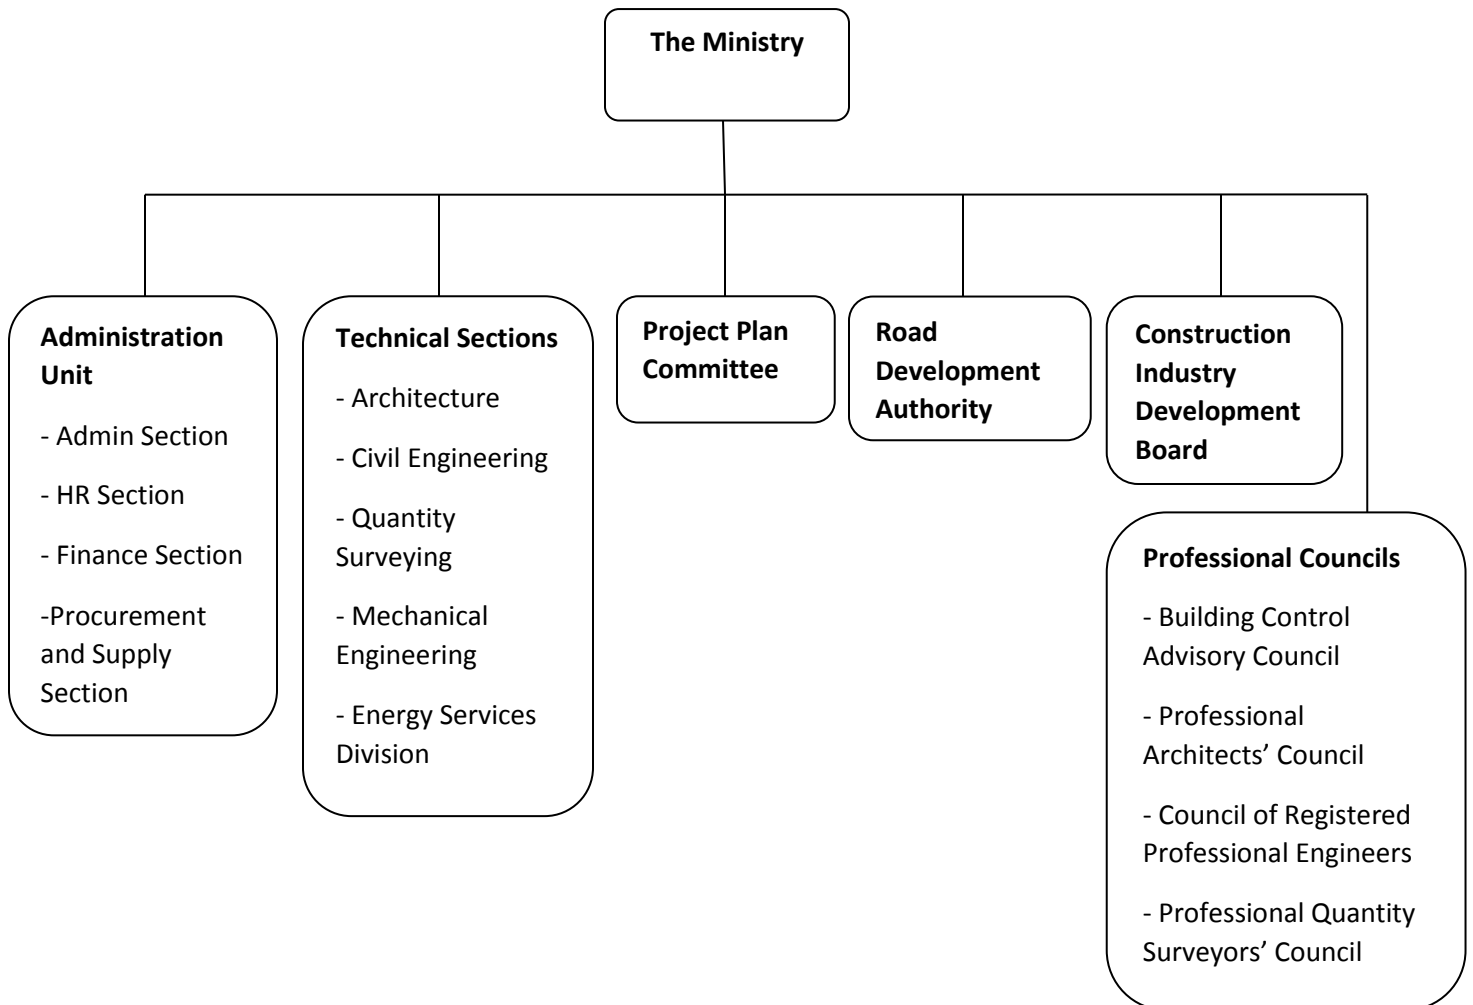 The Ministry
Administration
Unit
- Admin Section
- HR Section
- Finance Section
-Procurement
and Supply
Section
Technical Sections
- Architecture
- Civil Engineering
- Quantity
Surveying
- Mechanical
Engineering
- Energy Services
Division
Project Plan
Committee
Road
Development
Authority
Construction
Industry
Development
Board
Professional Councils
- Building Control
Advisory Council
- Professional
Architects’ Council
- Council of Registered
Professional Engineers
- Professional Quantity
Surveyors’ Council